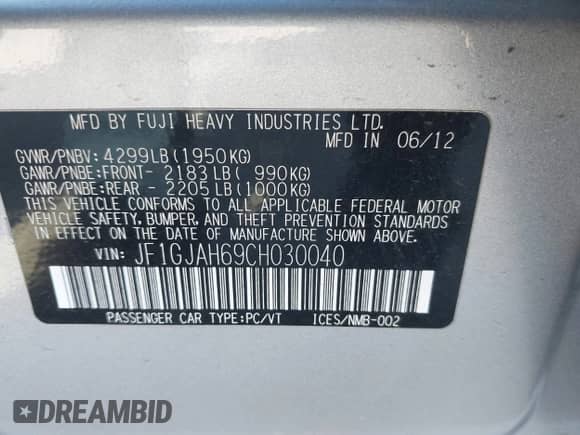 MFD BY FUJI HEAVY INDUSTRIES LTD.
MFD IN 06/12
GVWR/PNBV: 4299LB(1950KG)
GAWR/PNBE:FRONT- 2183LB( 990KG)
GAWR/PNBE:REAR - 2205LB(1000KG)
THIS VEHICLE CONFORMS TO ALL APPLICABLE FEDERAL MOTOR
VEHICLE SAFETY, BUMPER, AND THEFT PREVENTION STANDARDS
IN EFFECT ON THE DATE OF MANUFACTURE SHOWN ABOVE.
VIN: JF1GJAH69CH030040
PASSENGER CAR TYPE:PC/VT ICES/NMB-002
DREAMBID